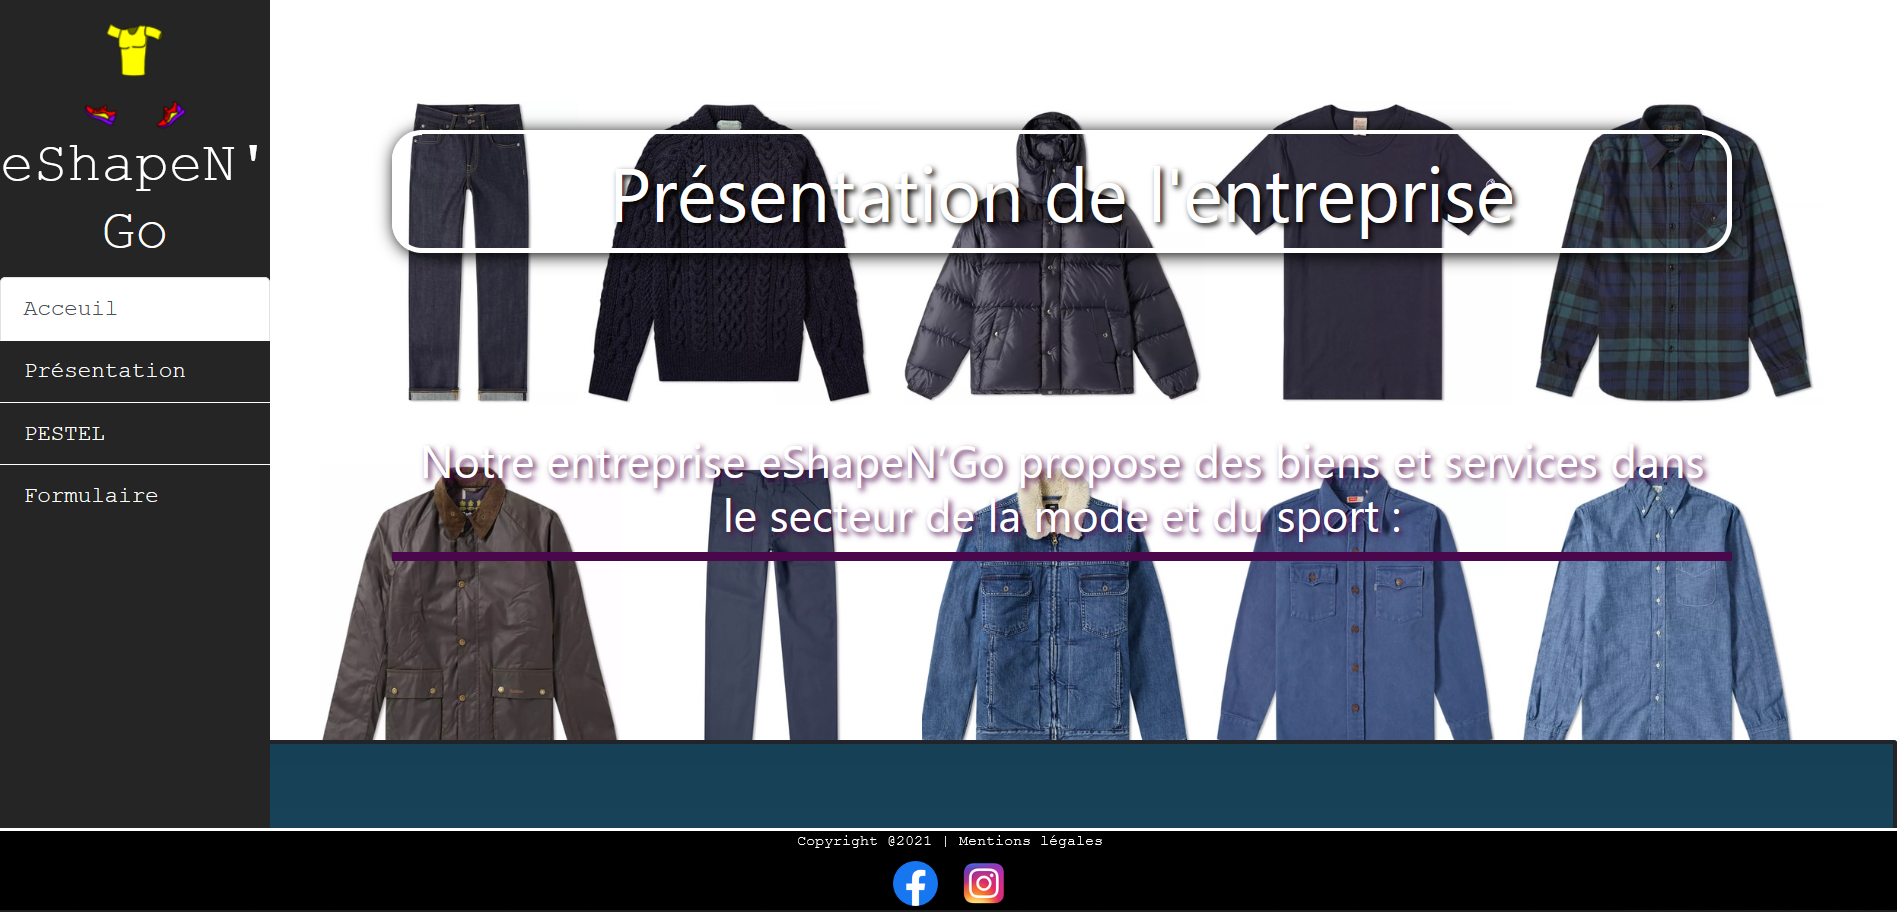 eShapeN'
Go
Acceuil
Présentation
PESTEL
Formulaire
Présentation de l'entreprise
Notre entreprise eShapeN’Go propose des biens et services dans
le secteur de la mode et du sport :
Copyright @2021 | Mentions légales